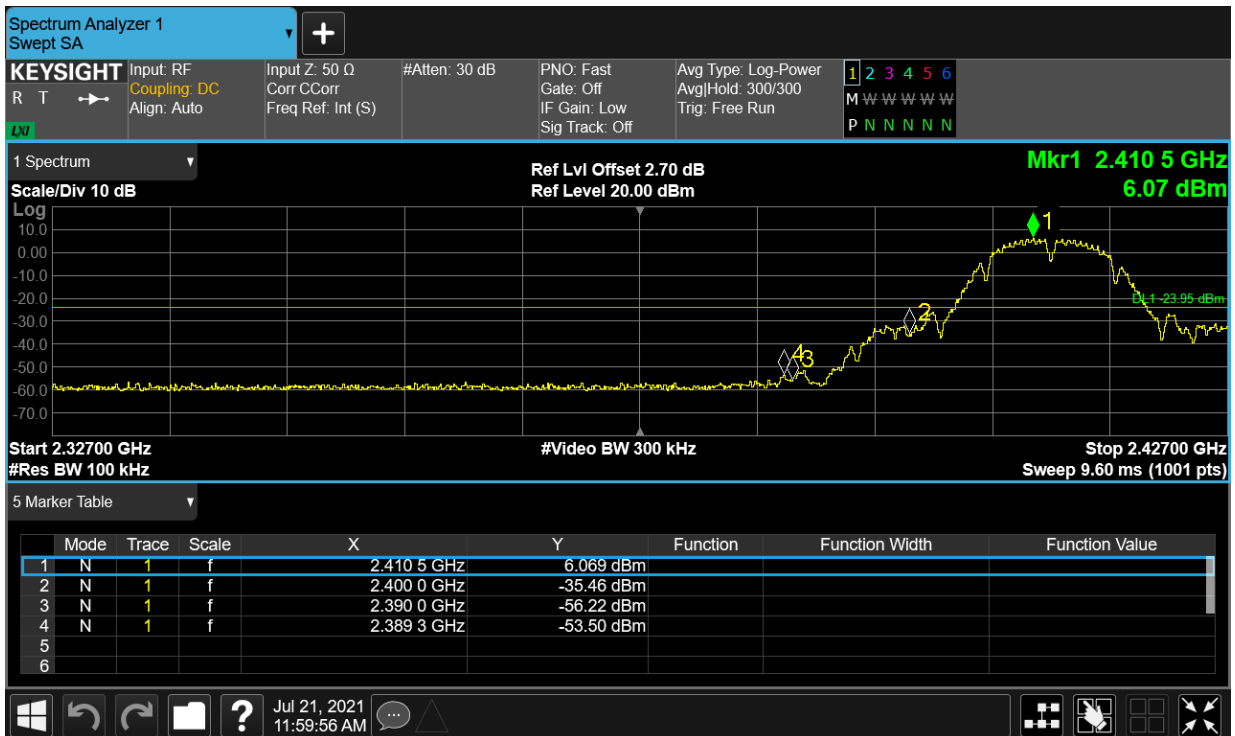 Spectrum Analyzer 1
Swept SA
KEYSIGHT
R T
LXI
Input: RF
Coupling: DC
Align: Auto
Input Z: 50 Ω
Corr CCorr
Freq Ref: Int (S)
#Atten: 30 dB
PNO: Fast
Gate: Off
IF Gain: Low
Sig Track: Off
Avg Type: Log-Power
Avg|Hold: 300/300
Trig: Free Run
1 2 3 4 5 6
M W W W W W
P N N N N N
1 Spectrum
Scale/Div 10 dB
Ref Lvl Offset 2.70 dB
Ref Level 20.00 dBm
Mkr1 2.410 5 GHz
6.07 dBm
Log
10.0
0.00
-10.0
-20.0
-30.0
-40.0
-50.0
-60.0
-70.0
1
2
4
3
DL1 -23.95 dBm
Start 2.32700 GHz
#Res BW 100 kHz
#Video BW 300 kHz
Stop 2.42700 GHz
Sweep 9.60 ms (1001 pts)
5 Marker Table
Mode Trace Scale X Y Function Function Width Function Value
1 N 1 f 2.410 5 GHz 6.069 dBm
2 N 1 f 2.400 0 GHz -35.46 dBm
3 N 1 f 2.390 0 GHz -56.22 dBm
4 N 1 f 2.389 3 GHz -53.50 dBm
5
6
?
Jul 21, 2021
11:59:56 AM